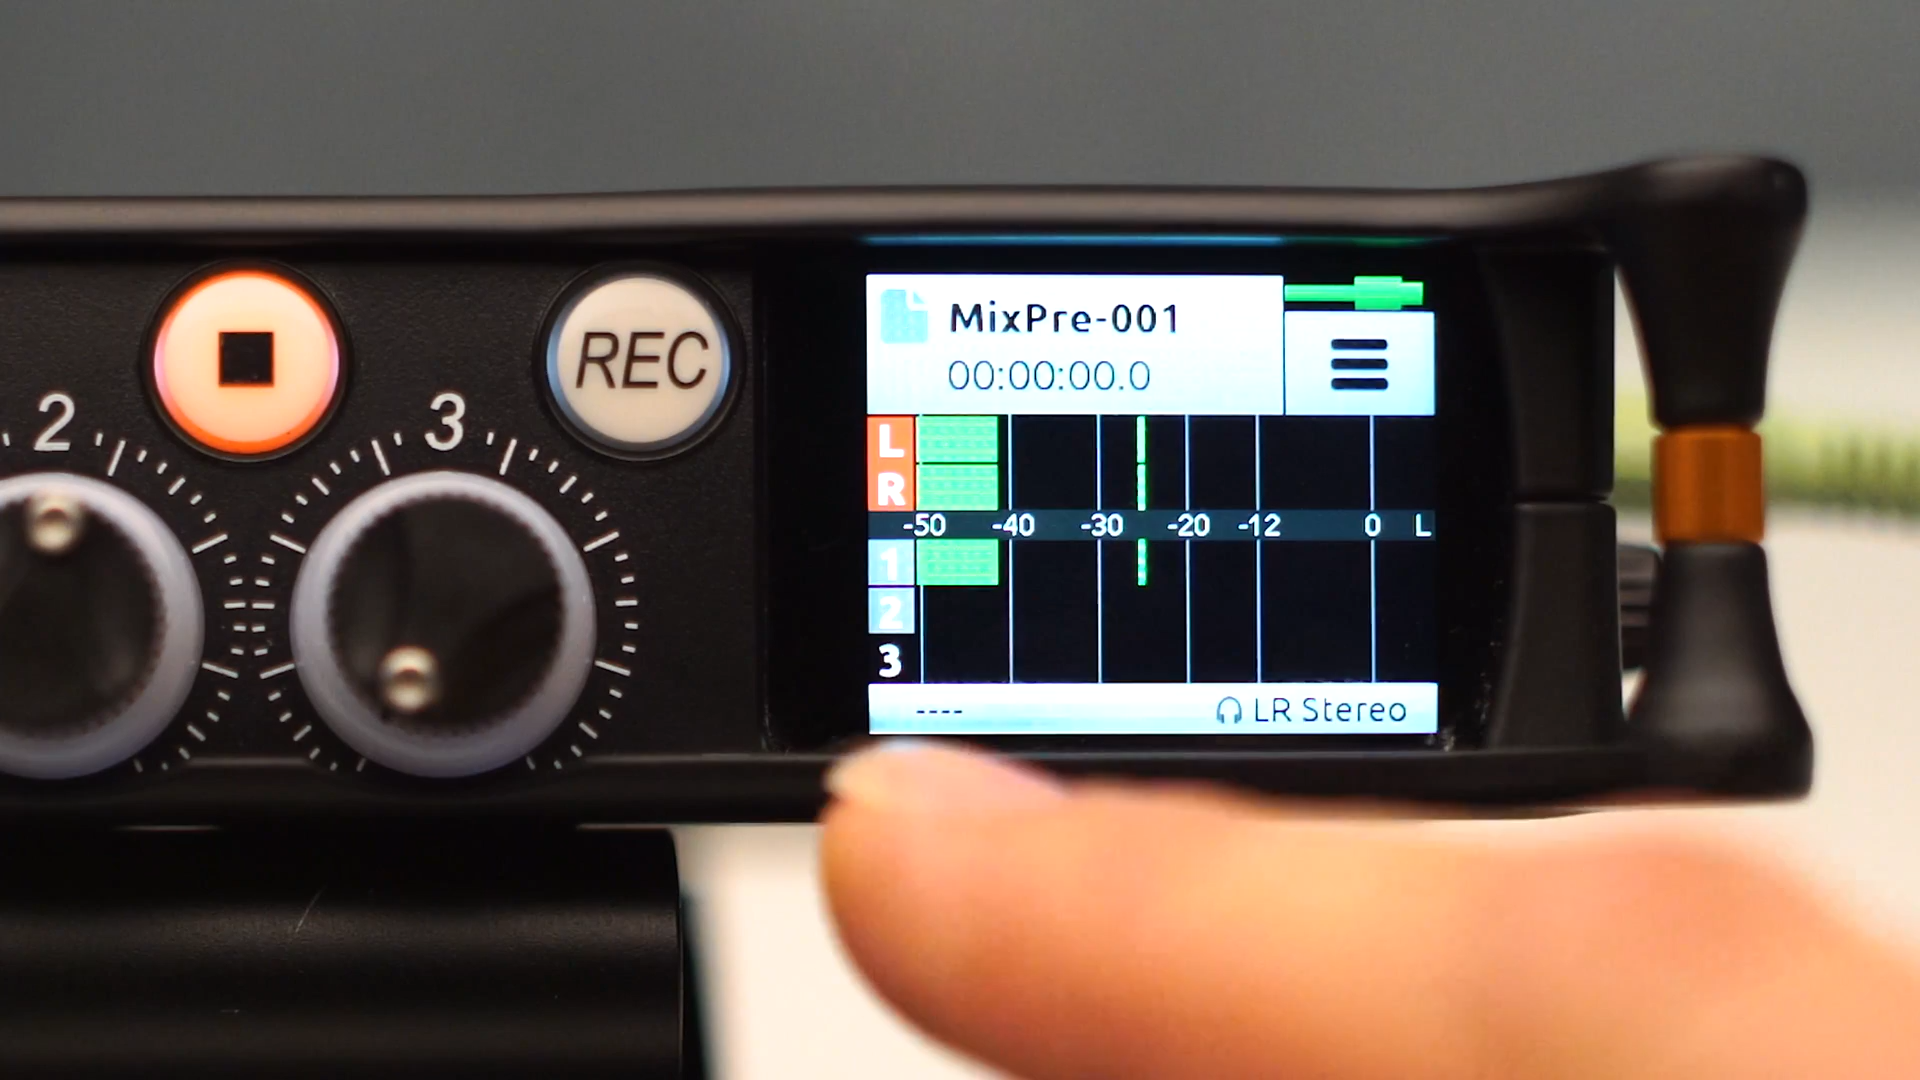 2
3
REC
MixPre-001
00:00:00.0
L
R
-50 -40 -30 -20 -12 0 L
1
2
3
---- LR Stereo